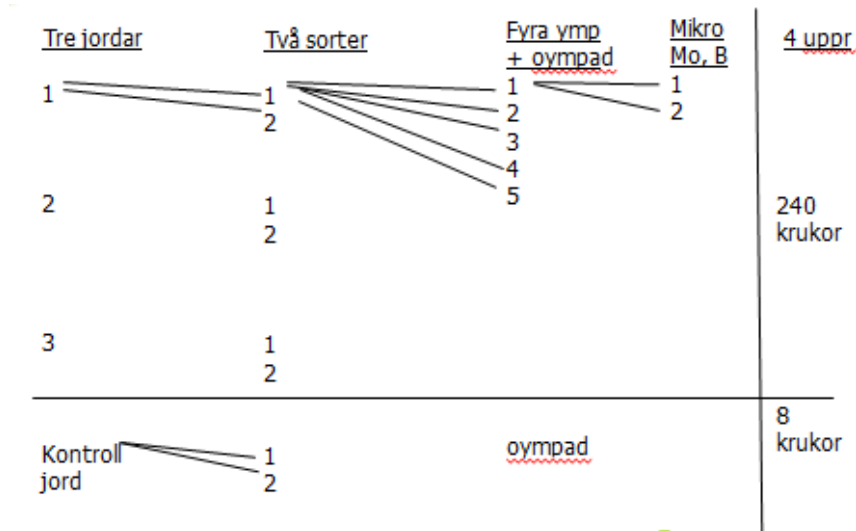 Tre jordar
Två sorter
Fyra ymp
+ oympad
Mikro
Mo, B
4 uppr
1
1
2
1
2
3
4
5
1
2
2
1
2
240
krukor
3
1
2
Kontroll
jord
1
2
oympad
8
krukor